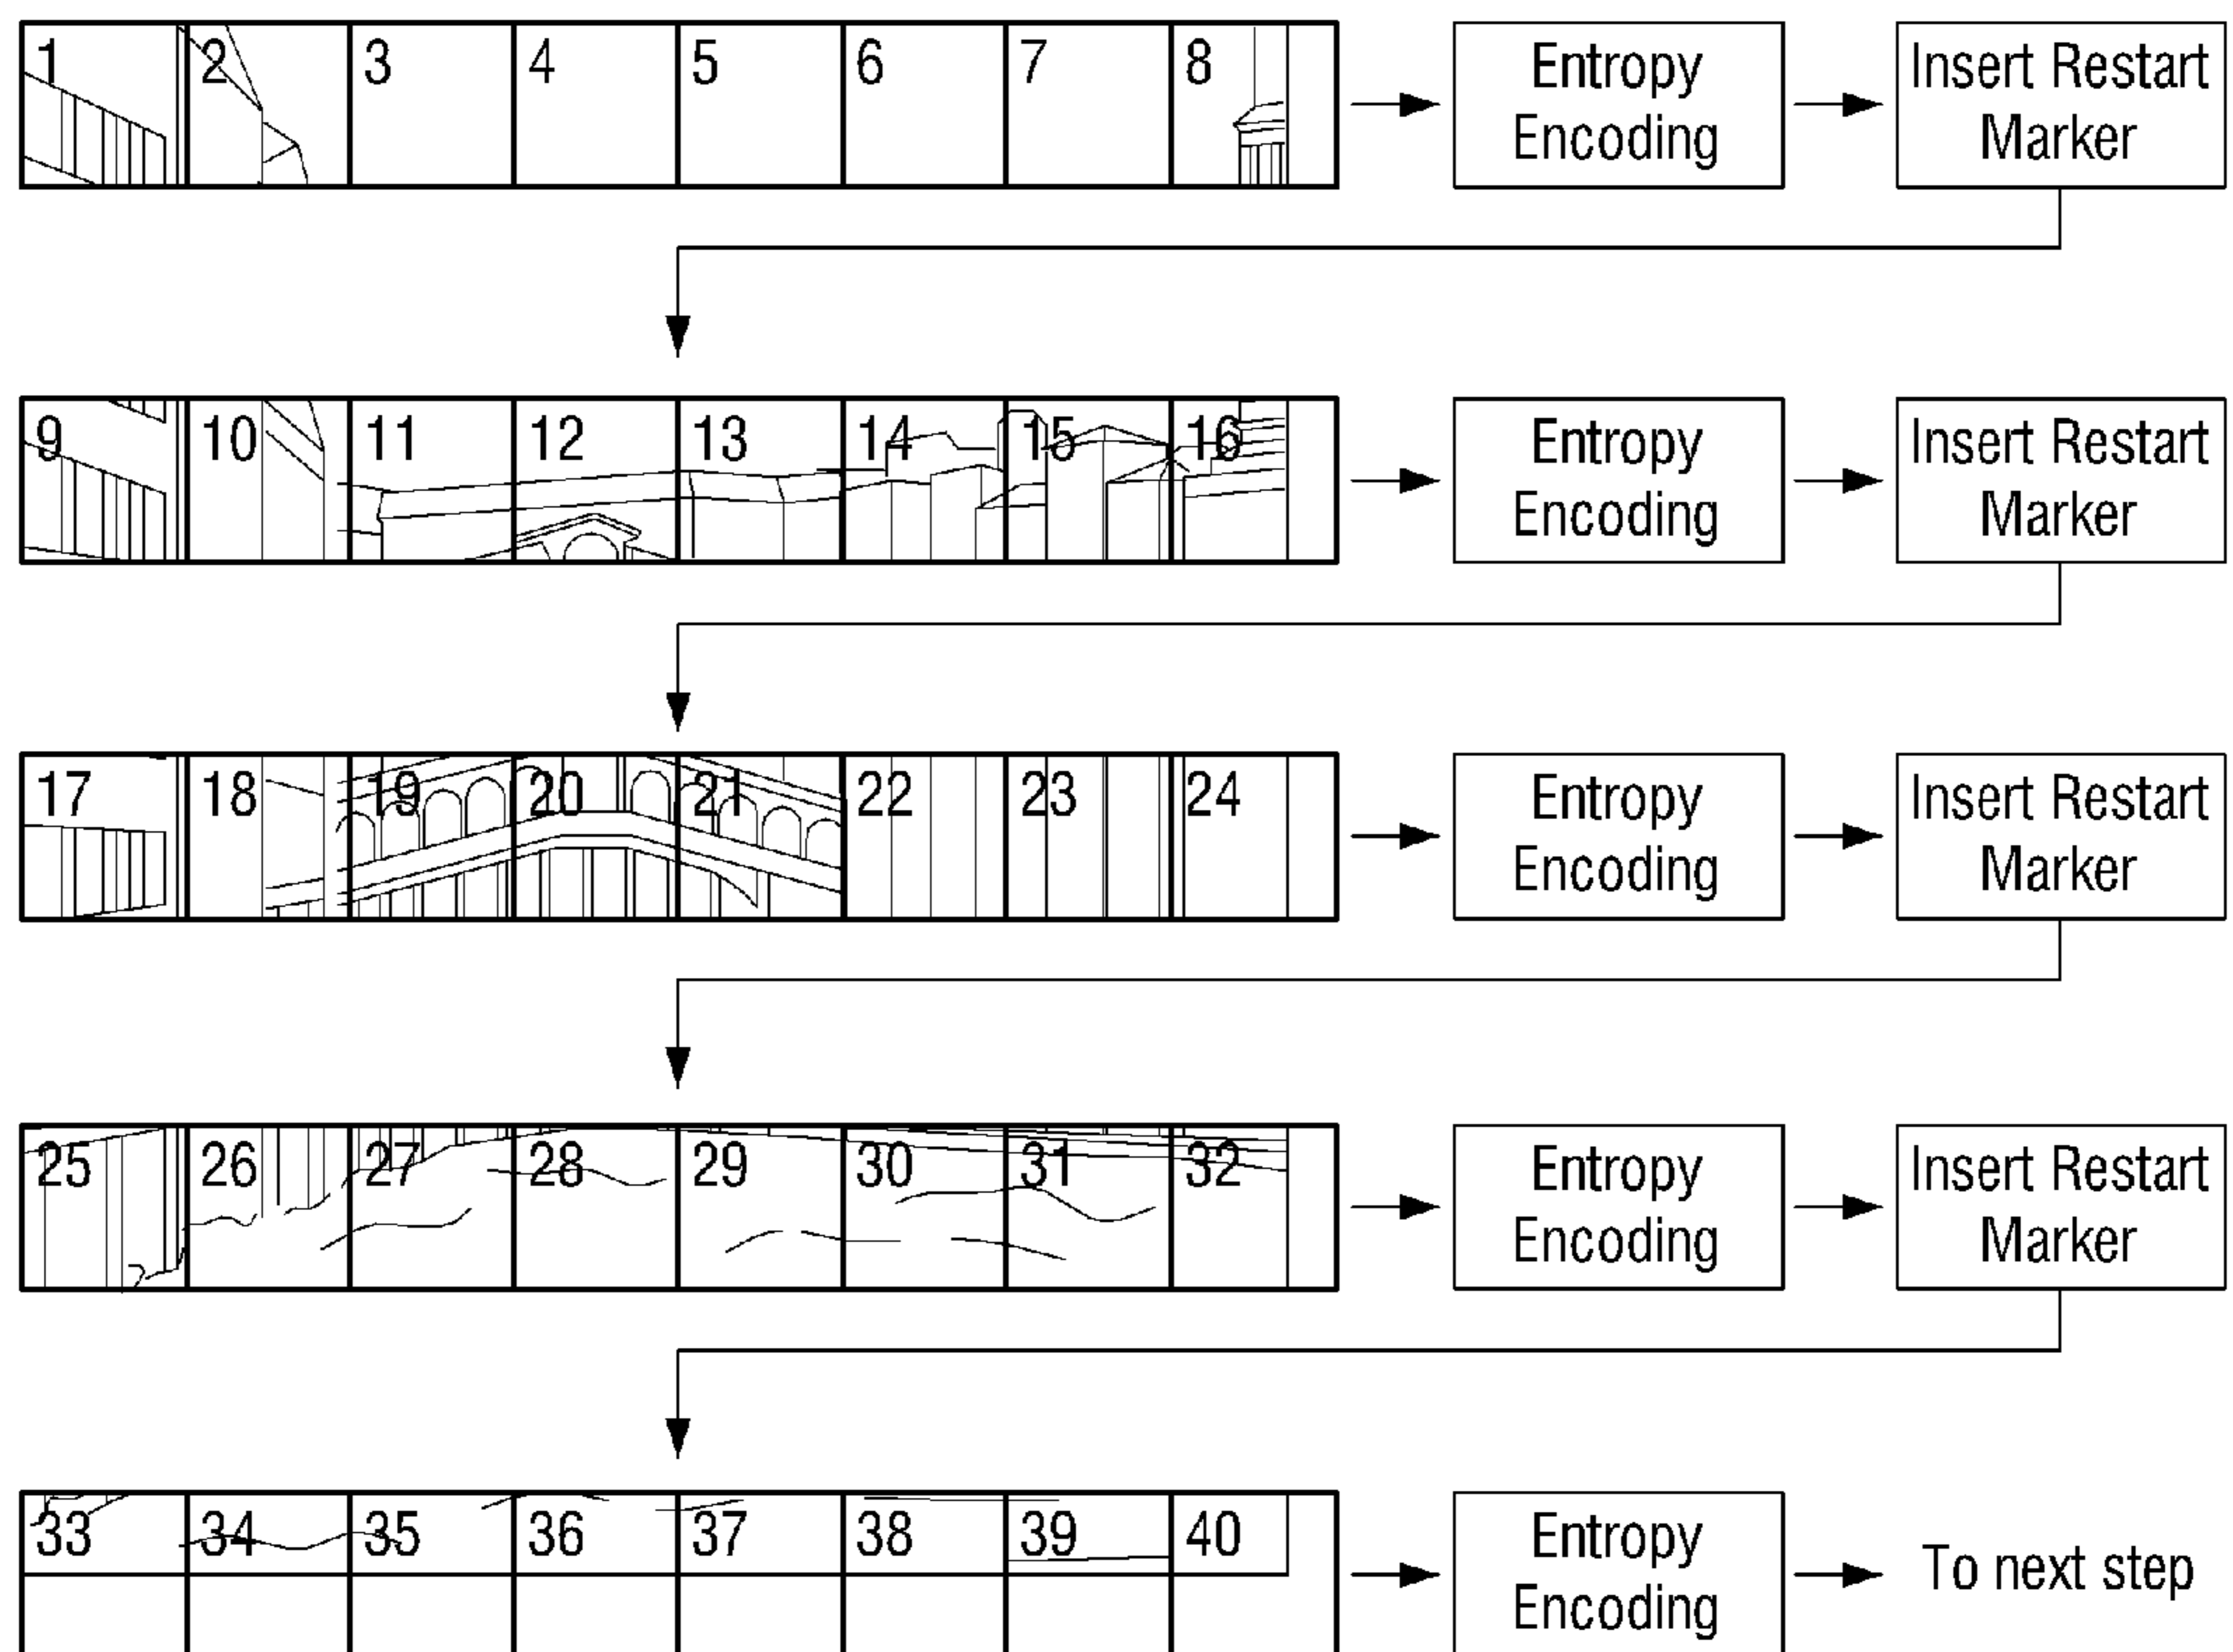 1 2 3 4 5 6 7 8
Entropy
Encoding
Insert Restart
Marker
9 10 11 12 13 14 15 16
Entropy
Encoding
Insert Restart
Marker
17 18 19 20 21 22 23 24
Entropy
Encoding
Insert Restart
Marker
25 26 27 28 29 30 31 32
Entropy
Encoding
Insert Restart
Marker
33 34 35 36 37 38 39 40
Entropy
Encoding
To next step